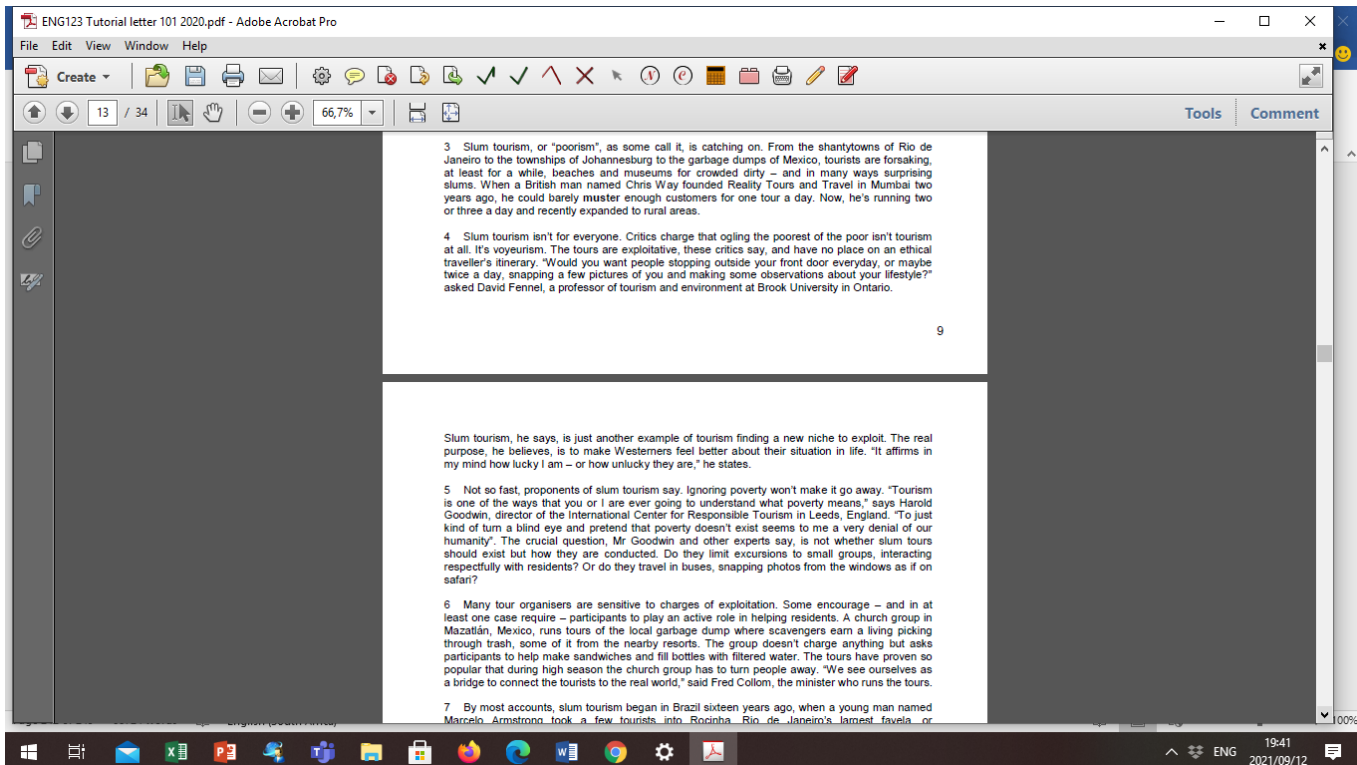 ENG123 Tutorial letter 101 2020.pdf - Adobe Acrobat Pro
File Edit View Window Help
Create
13 / 34
66,7%
Tools Comment
3 Slum tourism, or “poorism”, as some call it, is catching on. From the shantytowns of Rio de
Janeiro to the townships of Johannesburg to the garbage dumps of Mexico, tourists are forsaking,
at least for a while, beaches and museums for crowded dirty – and in many ways surprising
slums. When a British man named Chris Way founded Reality Tours and Travel in Mumbai two
years ago, he could barely muster enough customers for one tour a day. Now, he’s running two
or three a day and recently expanded to rural areas.
4 Slum tourism isn’t for everyone. Critics charge that ogling the poorest of the poor isn’t tourism
at all. It’s voyeurism. The tours are exploitative, these critics say, and have no place on an ethical
traveller’s itinerary. “Would you want people stopping outside your front door everyday, or maybe
twice a day, snapping a few pictures of you and making some observations about your lifestyle?”
asked David Fennel, a professor of tourism and environment at Brook University in Ontario.
9
Slum tourism, he says, is just another example of tourism finding a new niche to exploit. The real
purpose, he believes, is to make Westerners feel better about their situation in life. “It affirms in
my mind how lucky I am – or how unlucky they are,” he states.
5 Not so fast, proponents of slum tourism say. Ignoring poverty won’t make it go away. “Tourism
is one of the ways that you or I are ever going to understand what poverty means,” says Harold
Goodwin, director of the International Center for Responsible Tourism in Leeds, England. “To just
kind of turn a blind eye and pretend that poverty doesn’t exist seems to me a very denial of our
humanity”. The crucial question, Mr Goodwin and other experts say, is not whether slum tours
should exist but how they are conducted. Do they limit excursions to small groups, interacting
respectfully with residents? Or do they travel in buses, snapping photos from the windows as if on
safari?
6 Many tour organisers are sensitive to charges of exploitation. Some encourage – and in at
least one case require – participants to play an active role in helping residents. A church group in
Mazatlán, Mexico, runs tours of the local garbage dump where scavengers earn a living picking
through trash, some of it from the nearby resorts. The group doesn’t charge anything but asks
participants to help make sandwiches and fill bottles with filtered water. The tours have proven so
popular that during high season the church group has to turn people away. “We see ourselves as
a bridge to connect the tourists to the real world,” said Fred Collom, the minister who runs the tours.
7 By most accounts, slum tourism began in Brazil sixteen years ago, when a young man named
Marcelo Armstrong took a few tourists into Rocinha, Rio de Janeiro’s largest favela, or
100%
ENG
19:41
2021/09/12